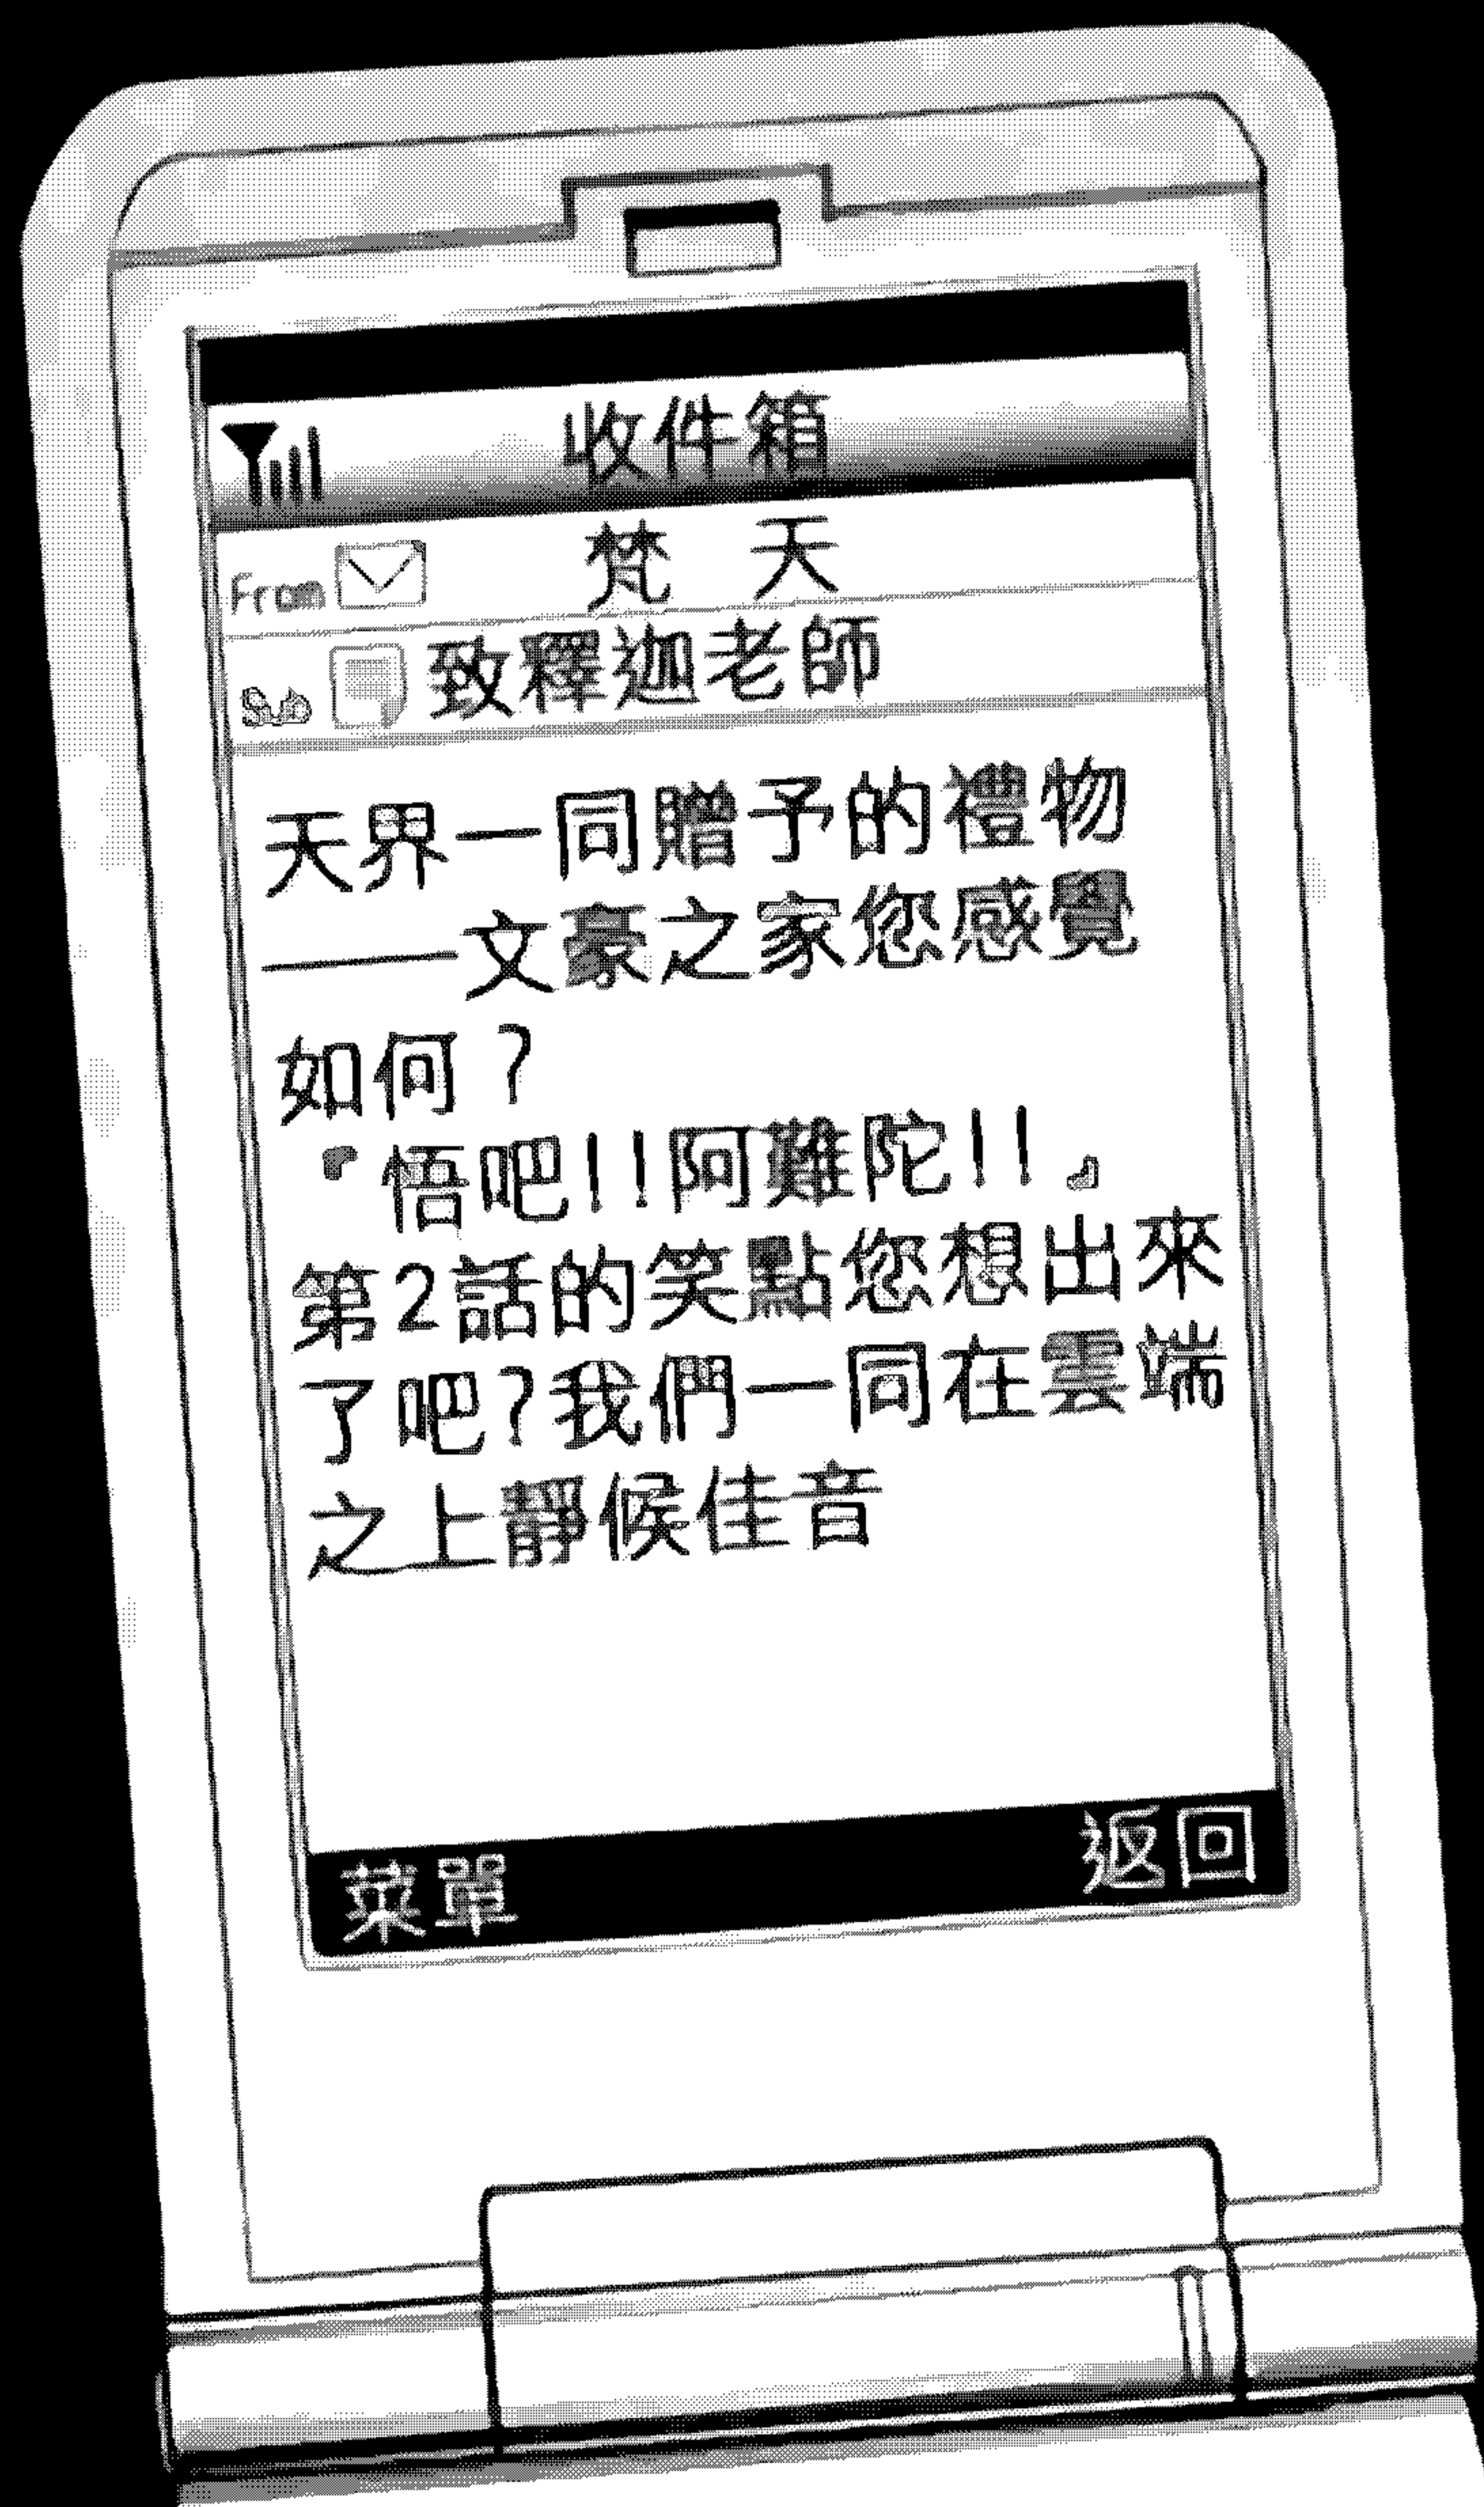 收件箱
From 梵 天
Sub 致釋迦老師
天界一同贈予的禮物
——文豪之家您感覺
如何？
『悟吧!!阿難陀!!』
第2話的笑點您想出來
了吧?我們一同在雲端
之上靜候佳音
菜單 返回